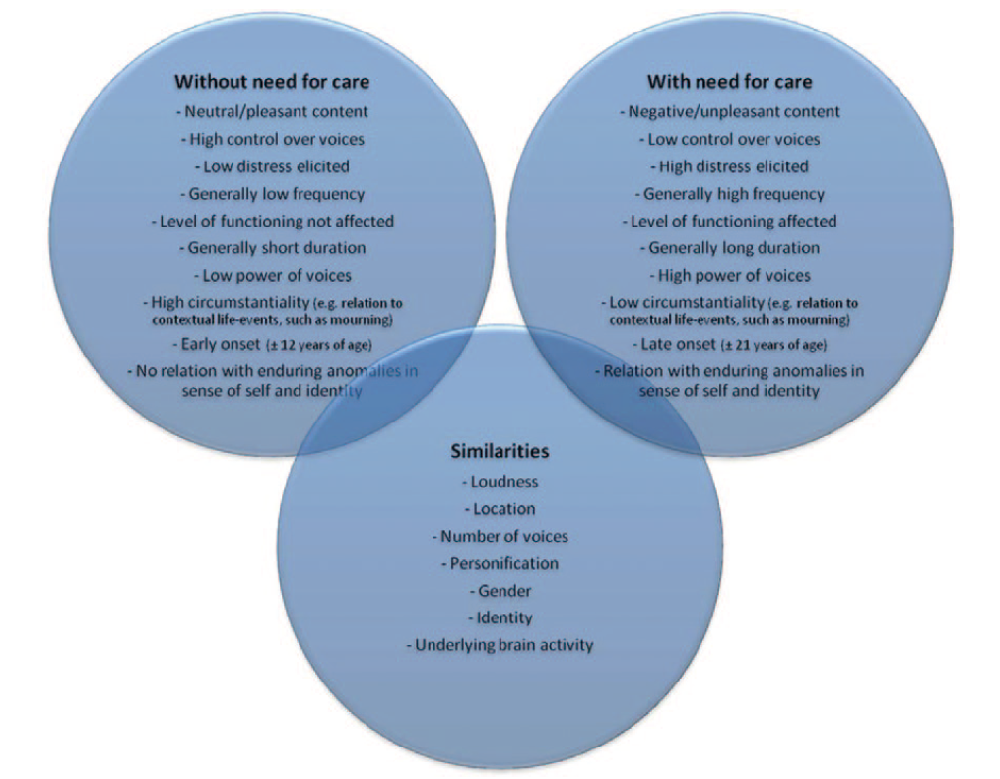 Without need for care
- Neutral/pleasant content
- High control over voices
- Low distress elicited
- Generally low frequency
- Level of functioning not affected
- Generally short duration
- Low power of voices
- High circumstantiality (e.g. relation to
contextual life-events, such as mourning)
- Early onset (± 12 years of age)
- No relation with enduring anomalies in
sense of self and identity
With need for care
- Negative/unpleasant content
- Low control over voices
- High distress elicited
- Generally high frequency
- Level of functioning affected
- Generally long duration
- High power of voices
- Low circumstantiality (e.g. relation to
contextual life-events, such as mourning)
- Late onset (± 21 years of age)
- Relation with enduring anomalies in
sense of self and identity
Similarities
- Loudness
- Location
- Number of voices
- Personification
- Gender
- Identity
- Underlying brain activity